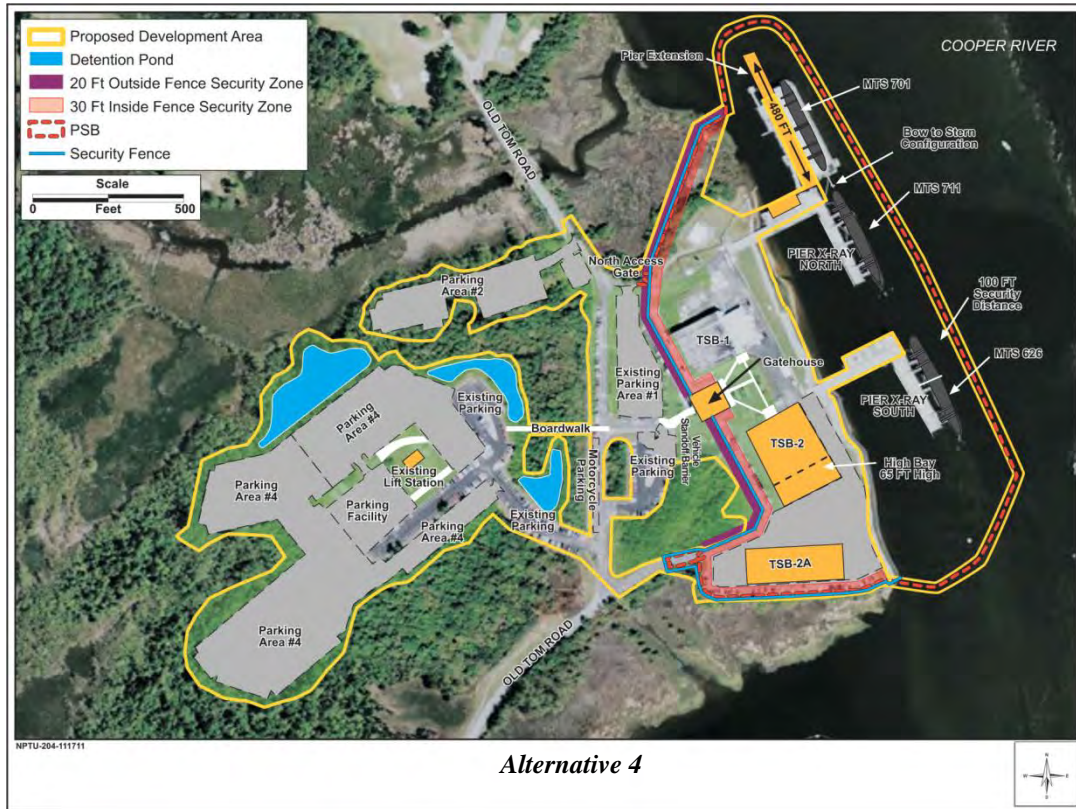 Proposed Development Area
Detention Pond
20 Ft Outside Fence Security Zone
30 Ft Inside Fence Security Zone
PSB
Security Fence
Scale
0 Feet 500
COOPER RIVER
Pier Extension
MTS 701
480 FT
Bow to Stern
Configuration
MTS 711
OLD TOM ROAD
PIER X-RAY
NORTH
North Access
Gate
Parking
Area #2
100 FT
Security
Distance
TSB-1
MTS 626
Gatehouse
Existing
Parking
Area #1
PIER X-RAY
SOUTH
Existing
Parking
Parking
Area #4
Boardwalk
Vehicle
Standoff Barrier
TSB-2
Motorcycle
Parking
Existing
Parking
High Bay
65 FT High
Existing
Lift Station
Parking
Area #4
Parking
Facility
Parking
Area #4
Existing
Parking
TSB-2A
Parking
Area #4
OLD TOM ROAD
NPTU-204-111711
Alternative 4
N
W E
S